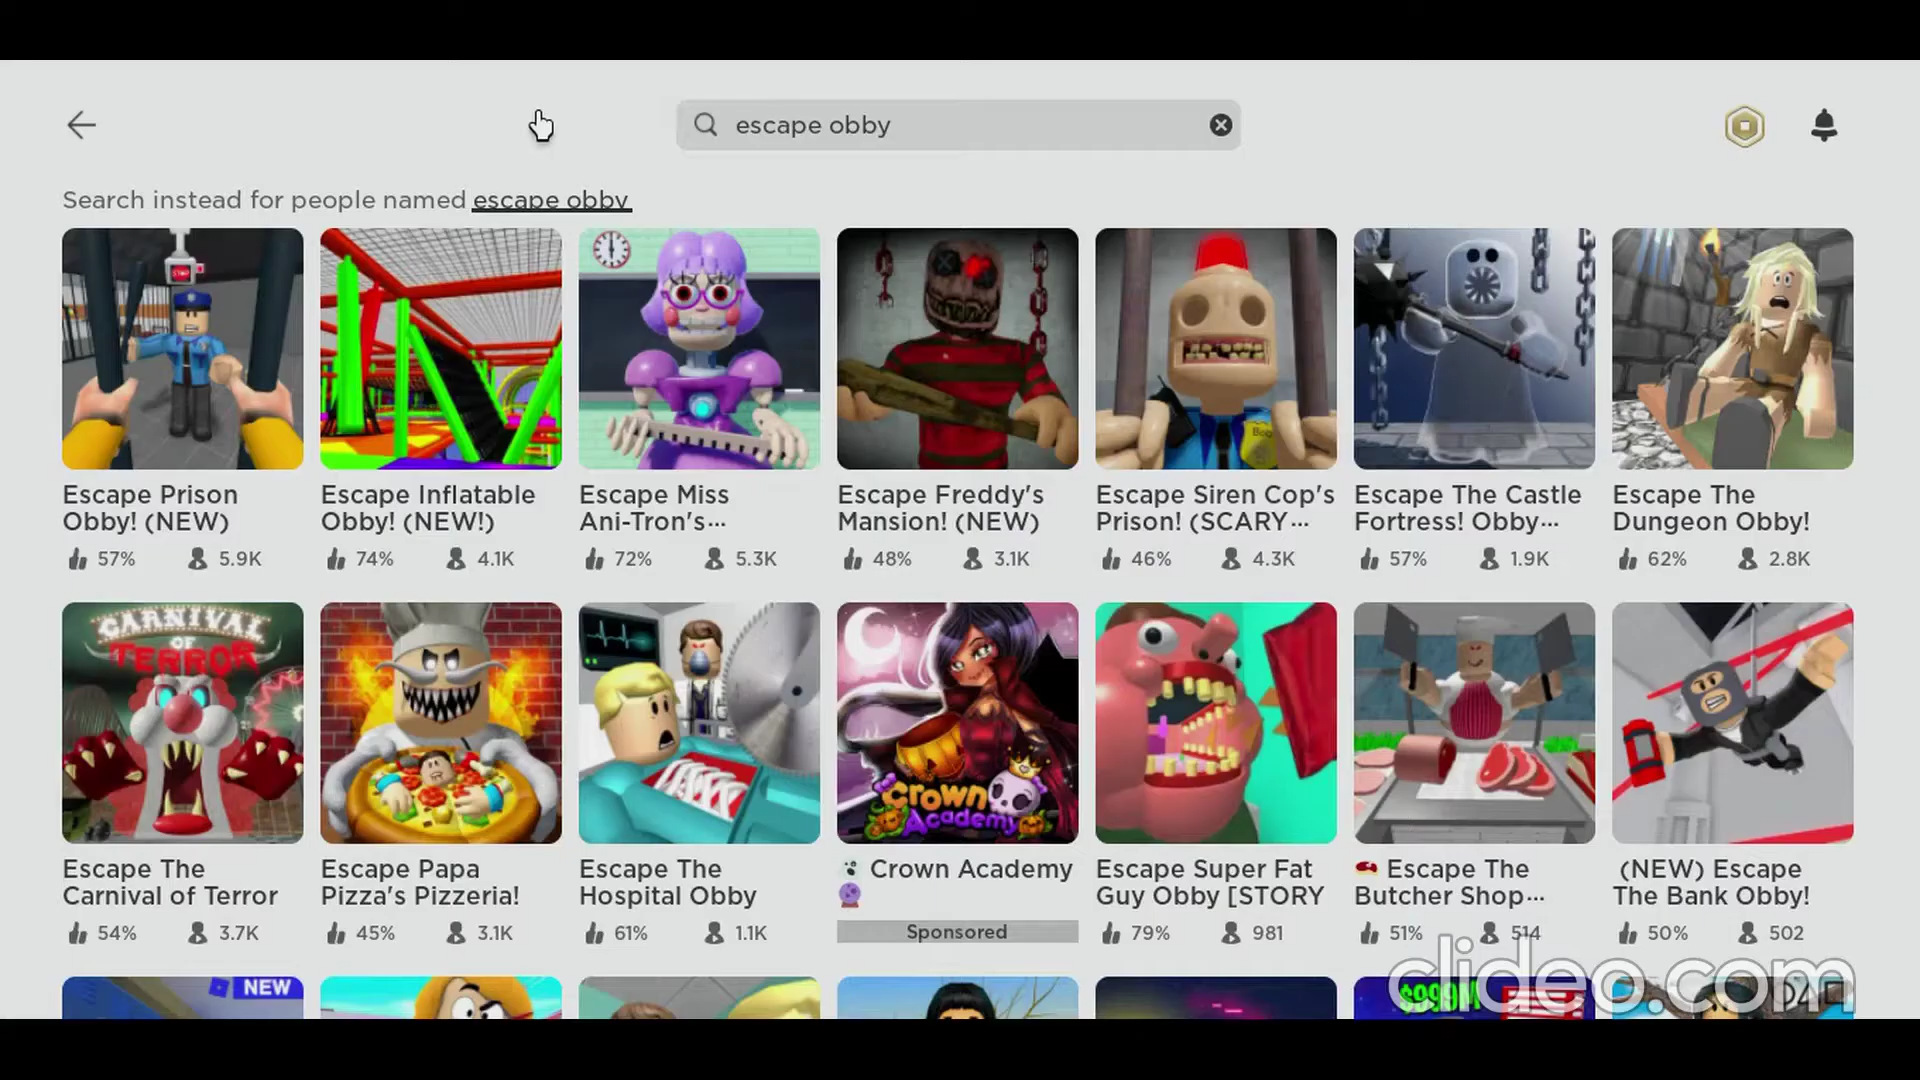 escape obby
Search instead for people named escape obby
STOP
Boo
Escape Prison
Obby! (NEW)
57% 5.9K
Escape Inflatable
Obby! (NEW!)
74% 4.1K
Escape Miss
Ani-Tron's...
72% 5.3K
Escape Freddy's
Mansion! (NEW)
48% 3.1K
Escape Siren Cop's
Prison! (SCARY...
46% 4.3K
Escape The Castle
Fortress! Obby...
57% 1.9K
Escape The
Dungeon Obby!
62% 2.8K
CARNIVAL
OF
TERROR
Crown
Academy
Escape The
Carnival of Terror
54% 3.7K
Escape Papa
Pizza's Pizzeria!
45% 3.1K
Escape The
Hospital Obby
61% 1.1K
Crown Academy
Sponsored
Escape Super Fat
Guy Obby [STORY
79% 981
Escape The
Butcher Shop...
51% 514
(NEW) Escape
The Bank Obby!
50% 502
NEW
$999M
clideo.com